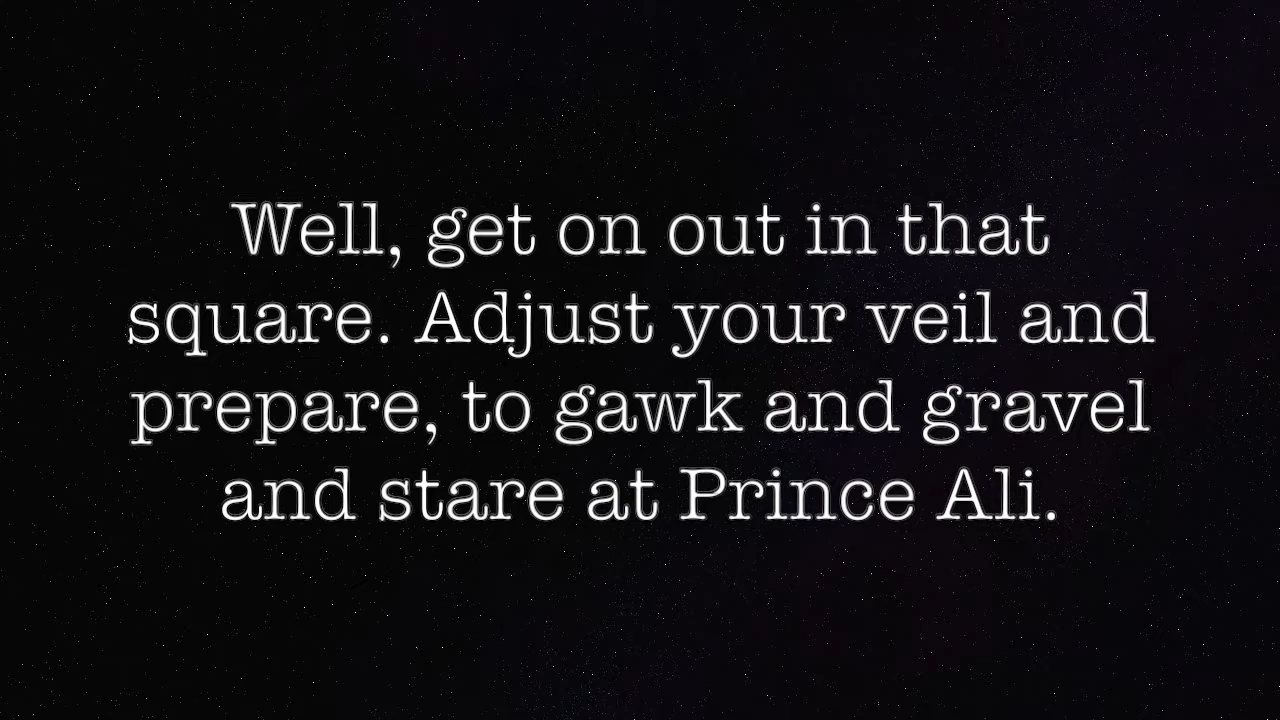 Well, get on out in that
square. Adjust your veil and
prepare, to gawk and gravel
and stare at Prince Ali.